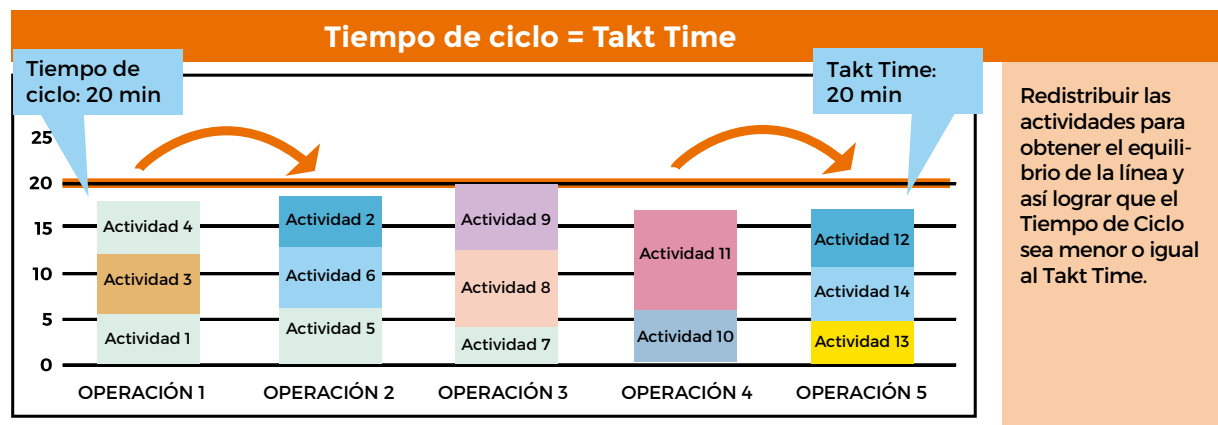 Tiempo de ciclo = Takt Time
Tiempo de
ciclo: 20 min
Takt Time:
20 min
25
20
15
10
5
0
Actividad 4
Actividad 3
Actividad 1
Actividad 2
Actividad 6
Actividad 5
Actividad 9
Actividad 8
Actividad 7
Actividad 11
Actividad 10
Actividad 12
Actividad 14
Actividad 13
OPERACIÓN 1
OPERACIÓN 2
OPERACIÓN 3
OPERACIÓN 4
OPERACIÓN 5
Redistribuir las
actividades para
obtener el equili-
brio de la línea y
así lograr que el
Tiempo de Ciclo
sea menor o igual
al Takt Time.